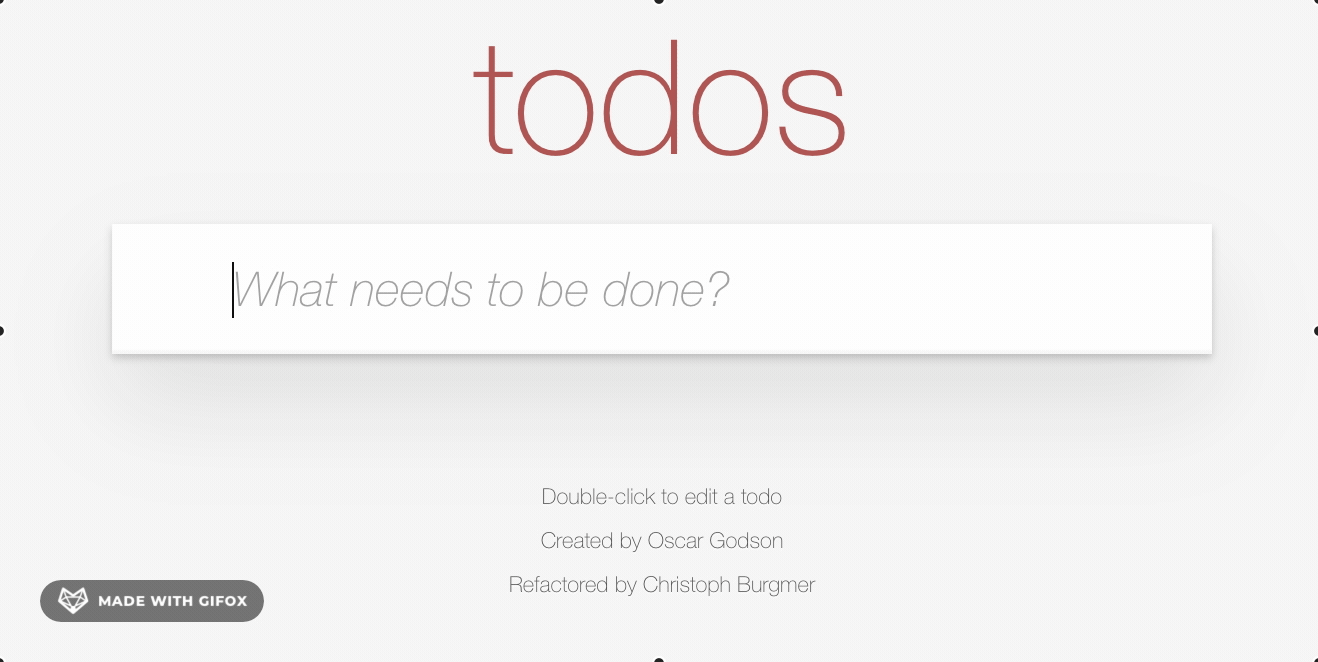 todos
What needs to be done?
Double-click to edit a todo
Created by Oscar Godson
Refactored by Christoph Burgmer
MADE WITH GIFOX